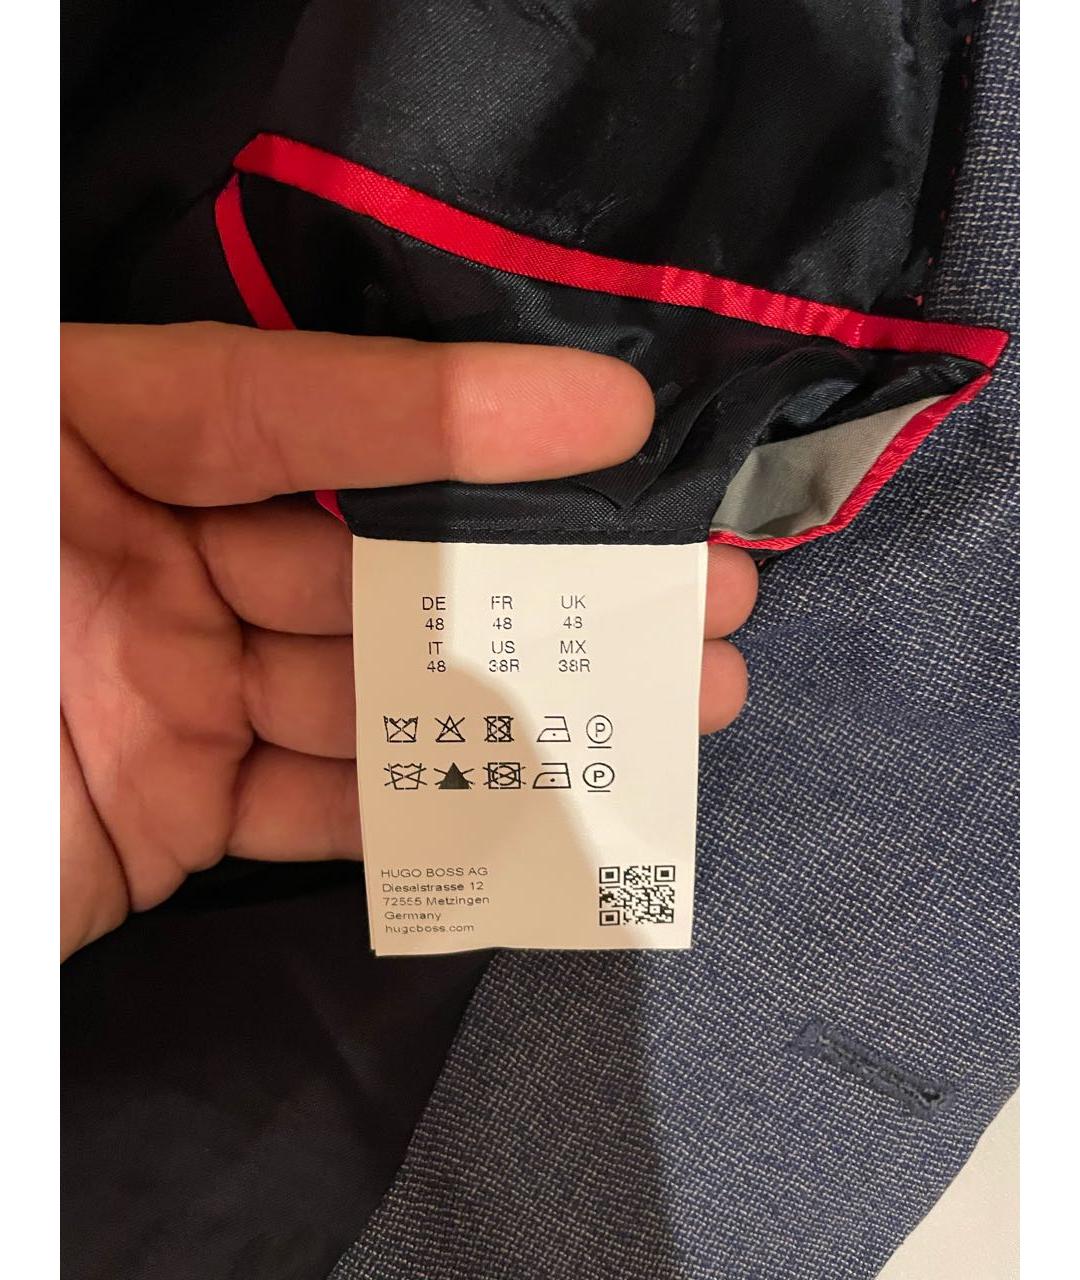 DE FR UK
48 48 48
IT US MX
48 38R 38R
P
P
HUGO BOSS AG
Dieselstrasse 12
72555 Metzingen
Germany
hugoboss.com